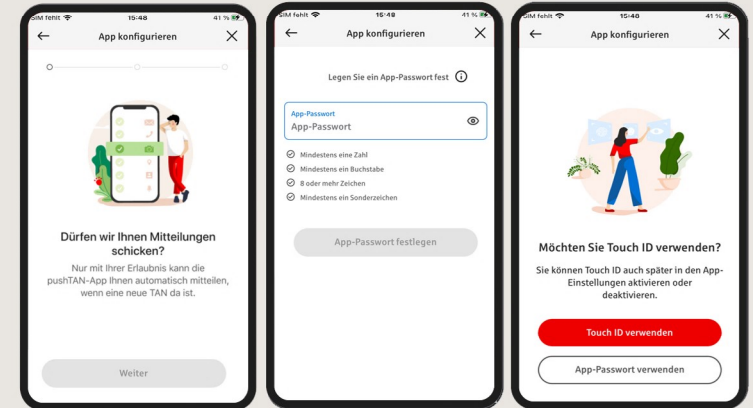 SIM fehlt 15:48 41 %
App konfigurieren
Dürfen wir Ihnen Mitteilungen
schicken?
Nur mit Ihrer Erlaubnis kann die
pushTAN-App Ihnen automatisch mitteilen,
wenn eine neue TAN da ist.
Weiter
SIM fehlt 15:48 41 %
App konfigurieren
Legen Sie ein App-Passwort fest
App-Passwort
App-Passwort
Mindestens eine Zahl
Mindestens ein Buchstabe
8 oder mehr Zeichen
Mindestens ein Sonderzeichen
App-Passwort festlegen
SIM fehlt 15:48 41 %
App konfigurieren
Möchten Sie Touch ID verwenden?
Sie können Touch ID auch später in den App-
Einstellungen aktivieren oder
deaktivieren.
Touch ID verwenden
App-Passwort verwenden